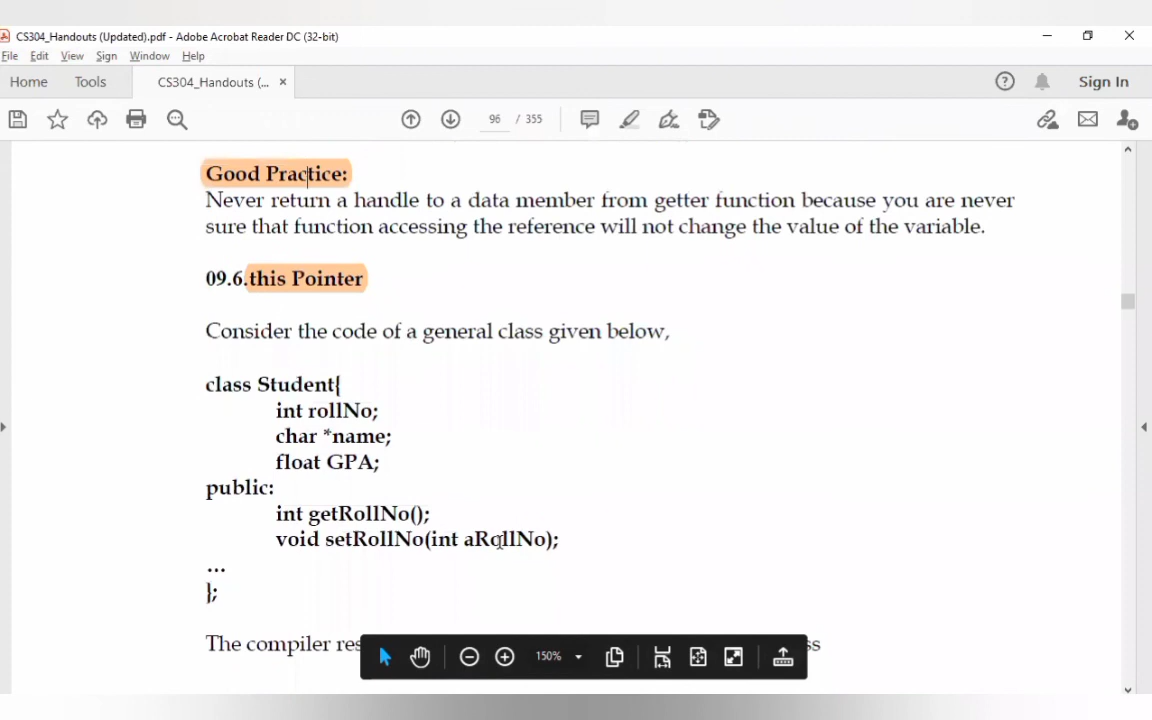 CS304_Handouts (Updated).pdf - Adobe Acrobat Reader DC (32-bit)
File Edit View Sign Window Help
Home Tools CS304_Handouts (... × Sign In
96 / 355
Good Practice:
Never return a handle to a data member from getter function because you are never
sure that function accessing the reference will not change the value of the variable.
09.6.this Pointer
Consider the code of a general class given below,
class Student{
int rollNo;
char *name;
float GPA;
public:
int getRollNo();
void setRollNo(int aRollNo);
...
};
The compiler
150%